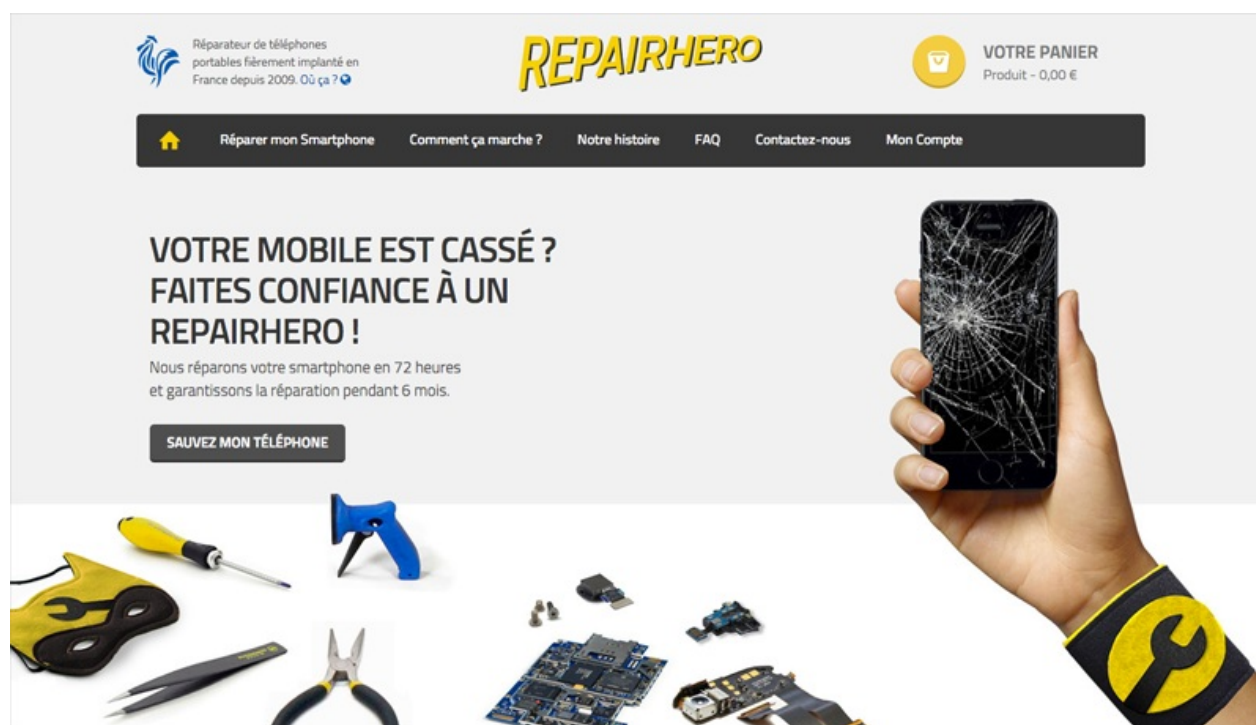 Réparateur de téléphones
portables fièrement implanté en
France depuis 2009. Où ça ?
REPAIRHERO
VOTRE PANIER
Produit - 0,00 €
Réparer mon Smartphone Comment ça marche ? Notre histoire FAQ Contactez-nous Mon Compte
VOTRE MOBILE EST CASSÉ ?
FAITES CONFIANCE À UN
REPAIRHERO !
Nous réparons votre smartphone en 72 heures
et garantissons la réparation pendant 6 mois.
SAUVEZ MON TÉLÉPHONE